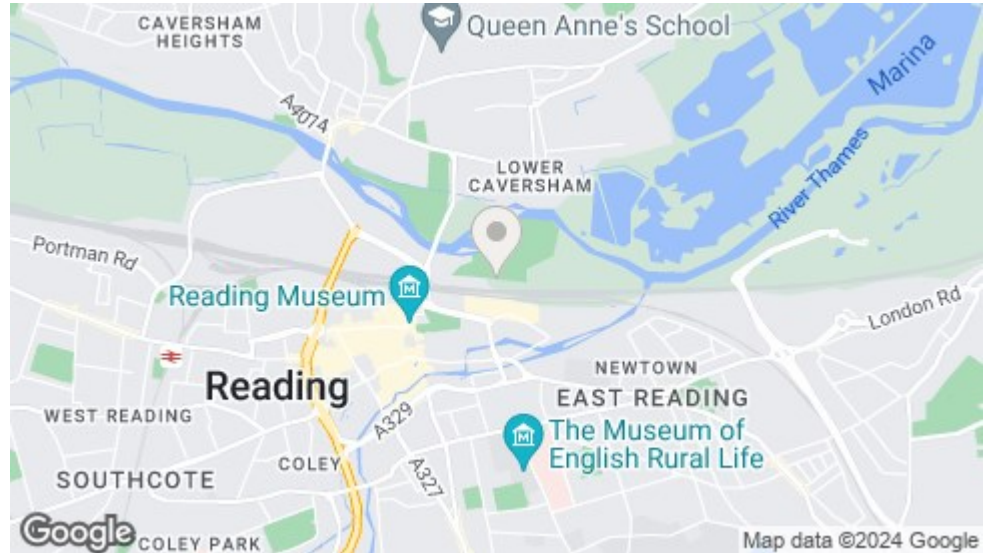 CAVERSHAM
HEIGHTS
Queen Anne's School
Marina
A4074
LOWER
CAVERSHAM
River Thames
Portman Rd
Reading Museum
London Rd
NEWTOWN
Reading
EAST READING
WEST READING
A329
The Museum of
English Rural Life
COLEY
A327
SOUTHCOTE
Google
COLEY PARK
Map data ©2024 Google